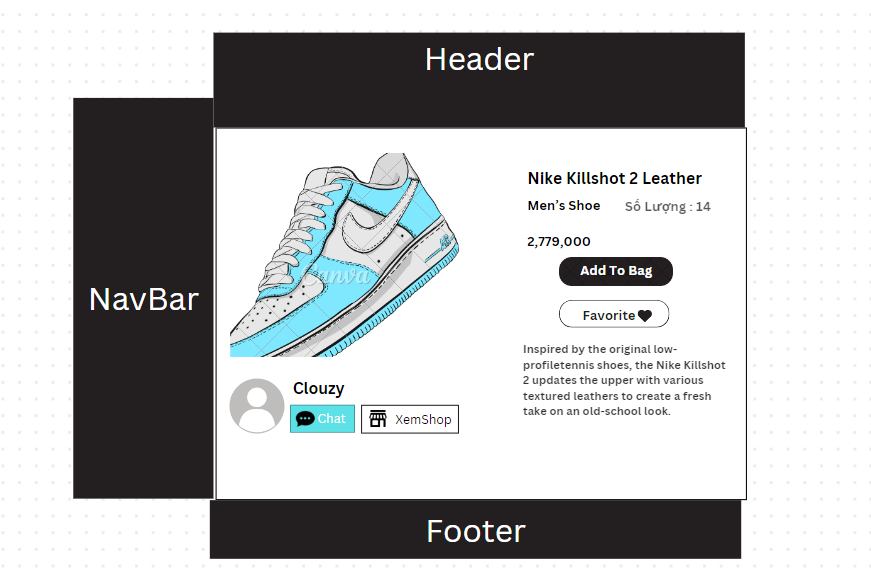 Header
NavBar
Nike Killshot 2 Leather
Men's Shoe
Số Lượng : 14
2,779,000
Add To Bag
Favorite
Inspired by the original low-
profiletennis shoes, the Nike Killshot
2 updates the upper with various
textured leathers to create a fresh
take on an old-school look.
Canva
Clouzy
Chat
XemShop
Footer